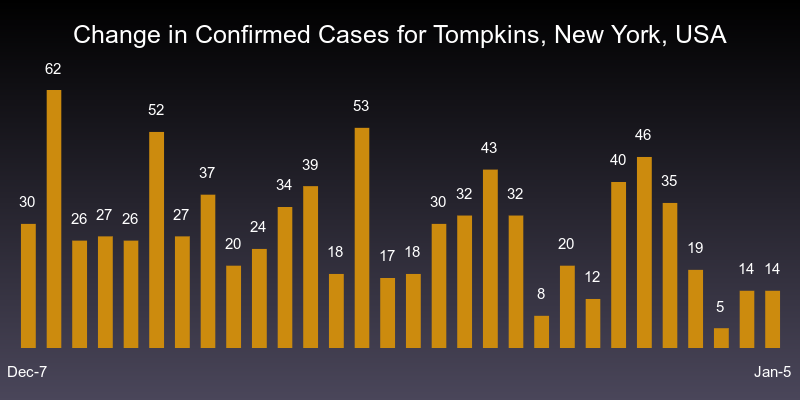 Change in Confirmed Cases for Tompkins, New York, USA
30 62 26 27 26 52 27 37 20 24 34 39 18 53 17 18 30 32 43 32 8 20 12 40 46 35 19 5 14 14
Dec-7 Jan-5